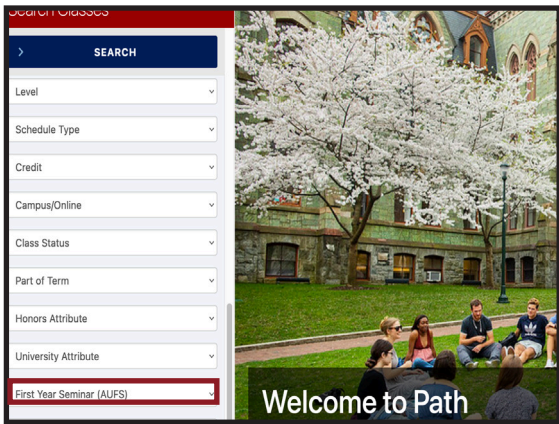 Search Classes
SEARCH
Level
Schedule Type
Credit
Campus/Online
Class Status
Part of Term
Honors Attribute
University Attribute
First Year Seminar (AUFS)
Welcome to Path